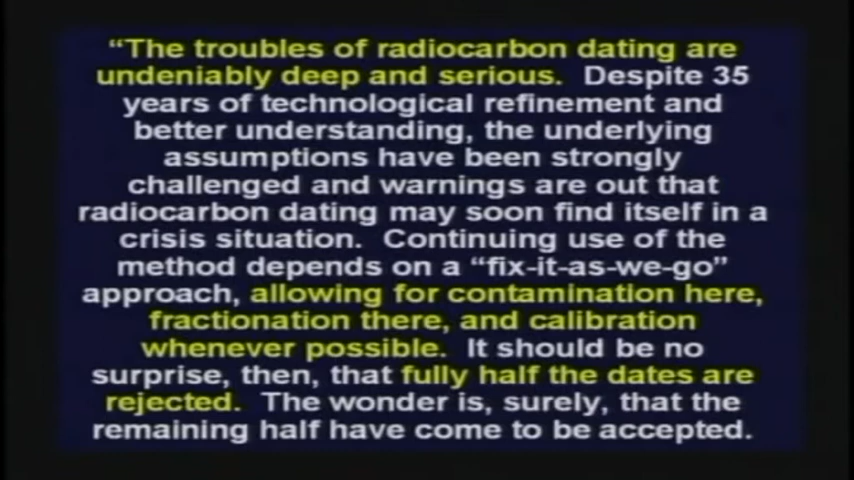 “The troubles of radiocarbon dating are
undeniably deep and serious. Despite 35
years of technological refinement and
better understanding, the underlying
assumptions have been strongly
challenged and warnings are out that
radiocarbon dating may soon find itself in a
crisis situation. Continuing use of the
method depends on a “fix-it-as-we-go”
approach, allowing for contamination here,
fractionation there, and calibration
whenever possible. It should be no
surprise, then, that fully half the dates are
rejected. The wonder is, surely, that the
remaining half have come to be accepted.